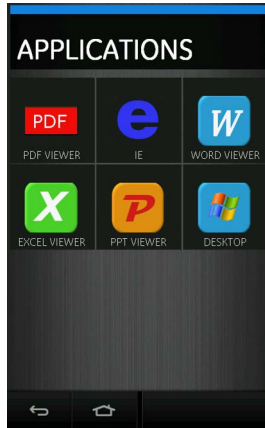 APPLICATIONS
PDF
e
W
PDF VIEWER
IE
WORD VIEWER
X
P
EXCEL VIEWER
PPT VIEWER
DESKTOP